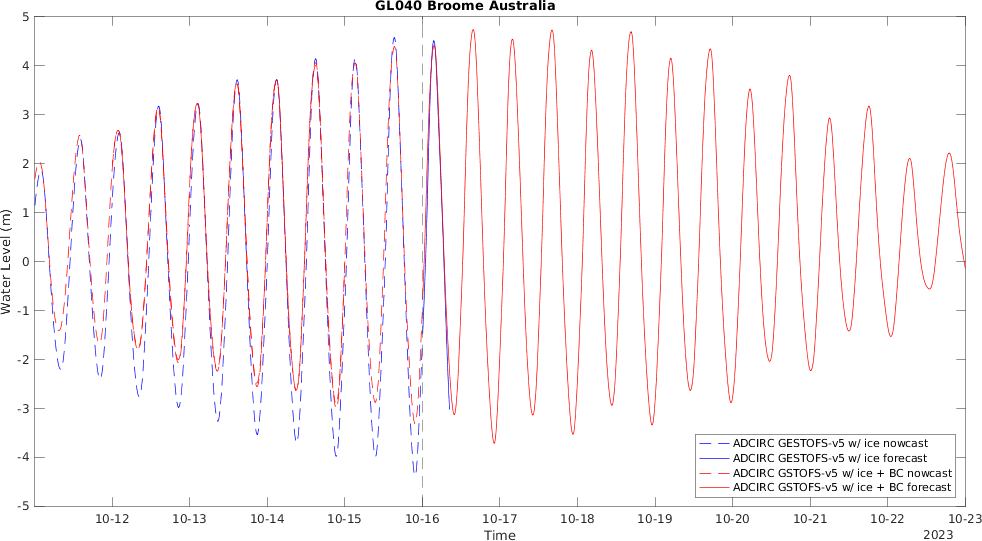 GL040 Broome Australia
5
4
3
2
1
0
-1
-2
-3
-4
-5
Water Level (m)
ADCIRC GESTOFS-v5 w/ ice nowcast
ADCIRC GESTOFS-v5 w/ ice forecast
ADCIRC GSTOFS-v5 w/ ice + BC nowcast
ADCIRC GSTOFS-v5 w/ ice + BC forecast
10-12 10-13 10-14 10-15 10-16 10-17 10-18 10-19 10-20 10-21 10-22 10-23
Time
2023